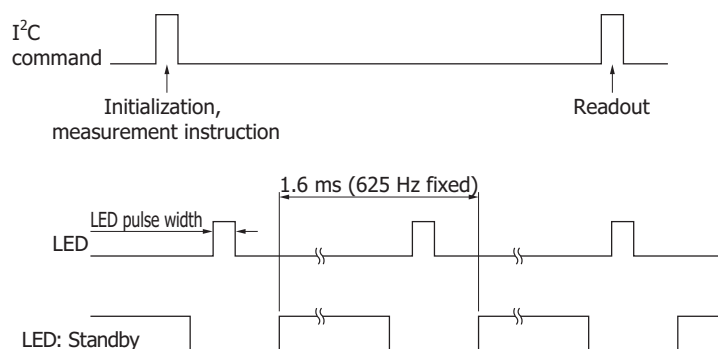 I²C
command
Initialization,
measurement instruction
Readout
1.6 ms (625 Hz fixed)
LED pulse width
LED
LED: Standby